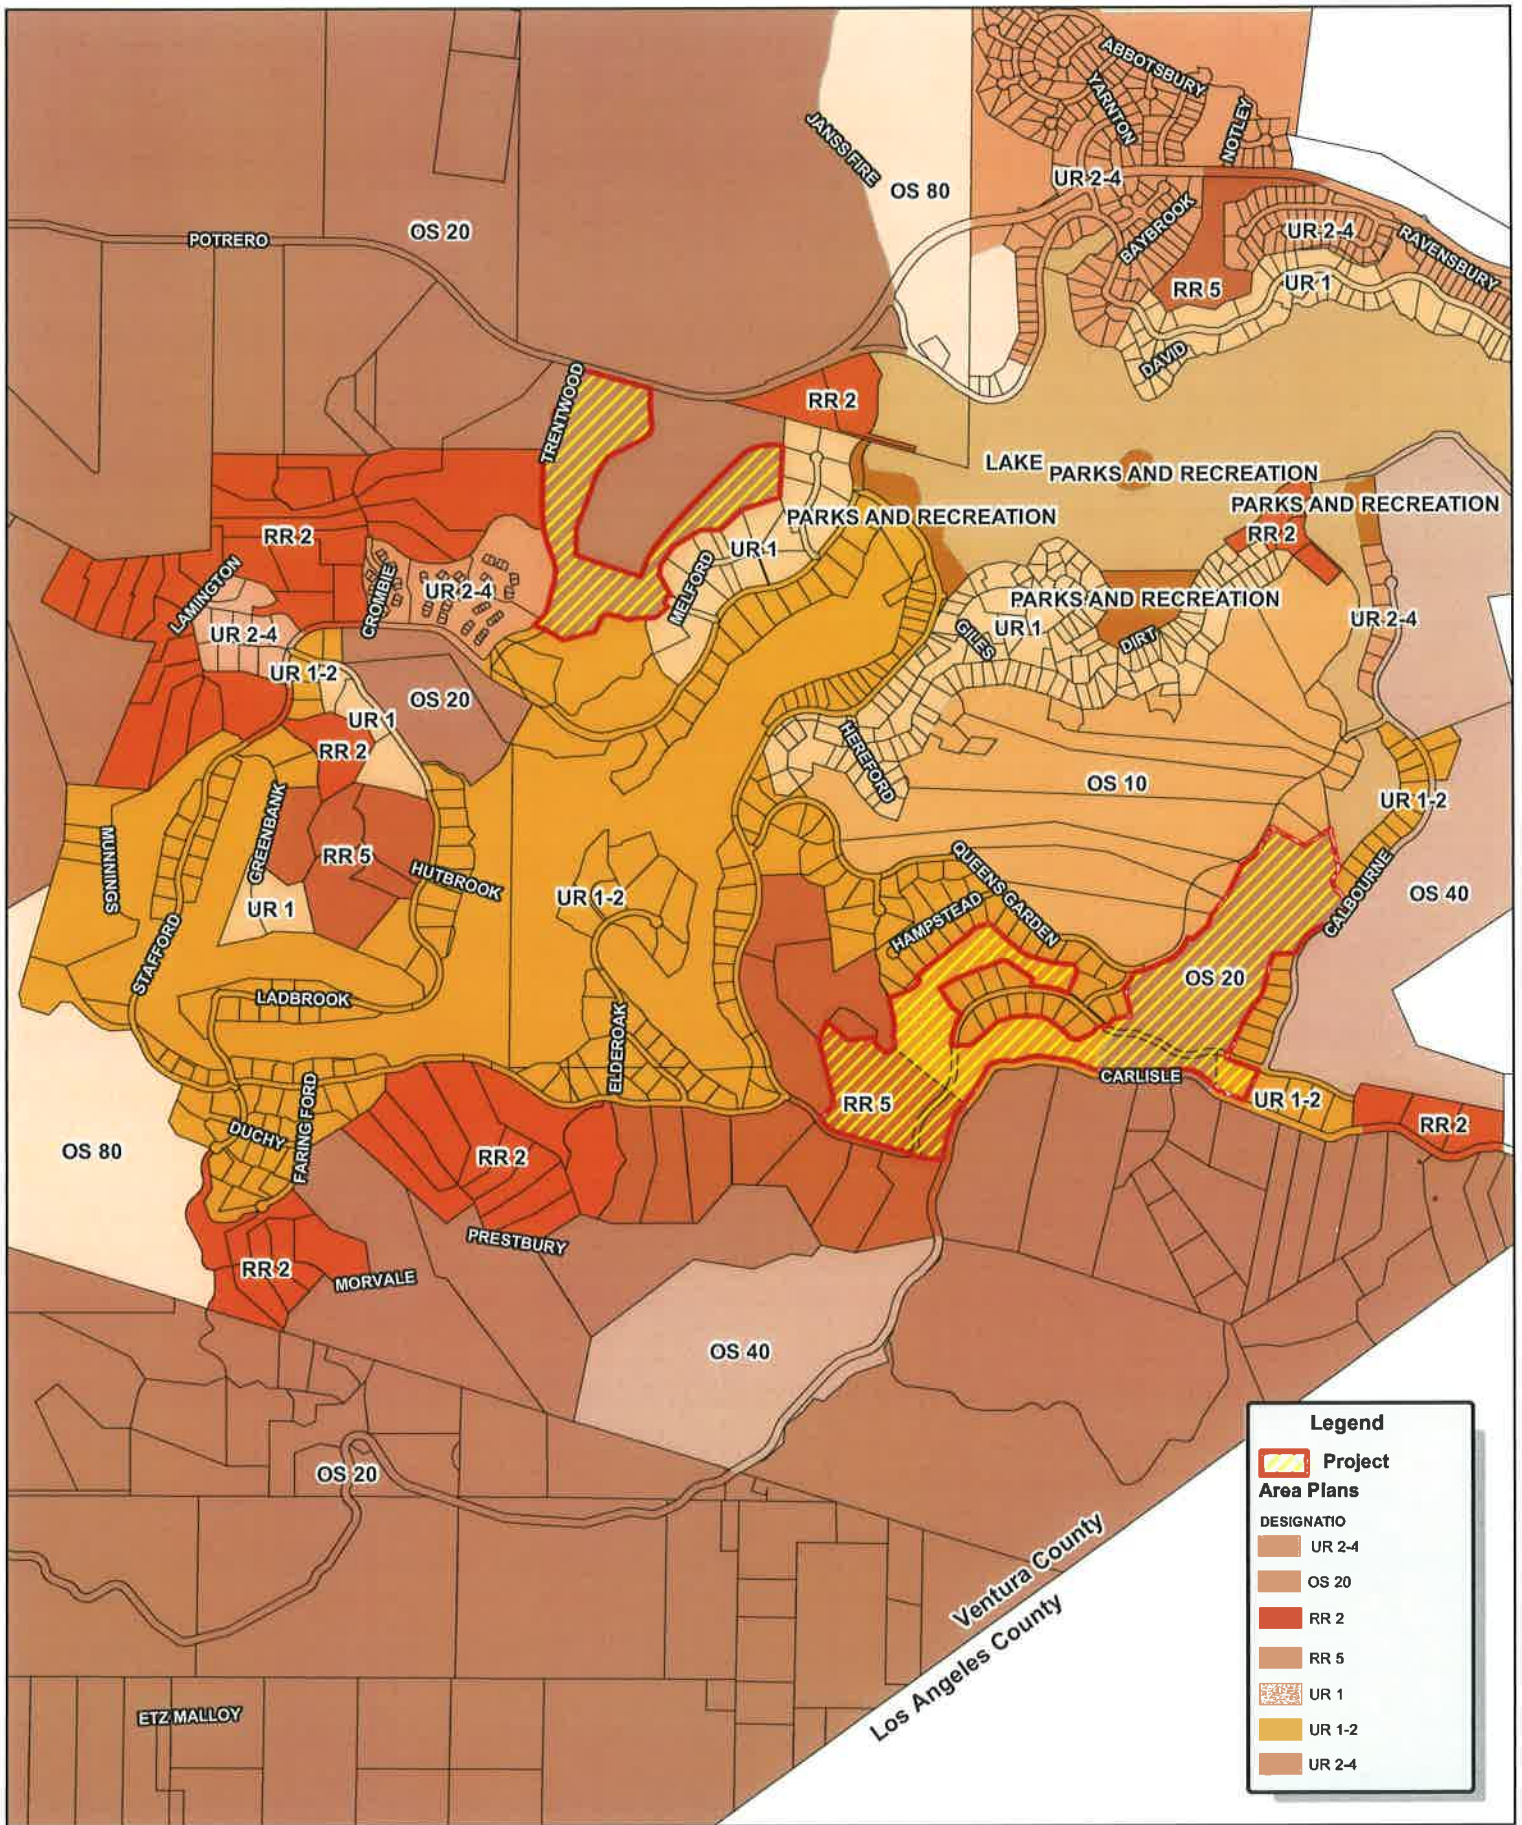 ABBOTSBURY
YARNTON
NOTLEY
JANSS FIRE
OS 80
UR 2-4
BAYBROOK
UR 2-4
RAVENSBURY
OS 20
POTRERO
RR 5
UR 1
DAVID
TRENTWOOD
RR 2
LAKE
PARKS AND RECREATION
PARKS AND RECREATION
PARKS AND RECREATION
RR 2
RR 2
UR 1
LAMINGTON
CROMBIE
UR 2-4
MELFORD
PARKS AND RECREATION
UR 1
GILES
DIRT
UR 2-4
UR 2-4
UR 1-2
OS 20
UR 1
RR 2
HEREFORD
OS 10
UR 1-2
MUNNINGS
GREENBANK
RR 5
HUTBROOK
UR 1-2
UR 1
QUEENS GARDEN
HAMPSTEAD
CALBOURNE
OS 40
STAFFORD
LADBROOK
OS 20
ELDEROAK
CARLISLE
RR 5
UR 1-2
RR 2
DUCHY
FARING FORD
OS 80
RR 2
PRESTBURY
RR 2
MORVALE
OS 40
OS 20
ETZ MALLOY
Ventura County
Los Angeles County
Legend
Project
Area Plans
DESIGNATIO
UR 2-4
OS 20
RR 2
RR 5
UR 1
UR 1-2
UR 2-4